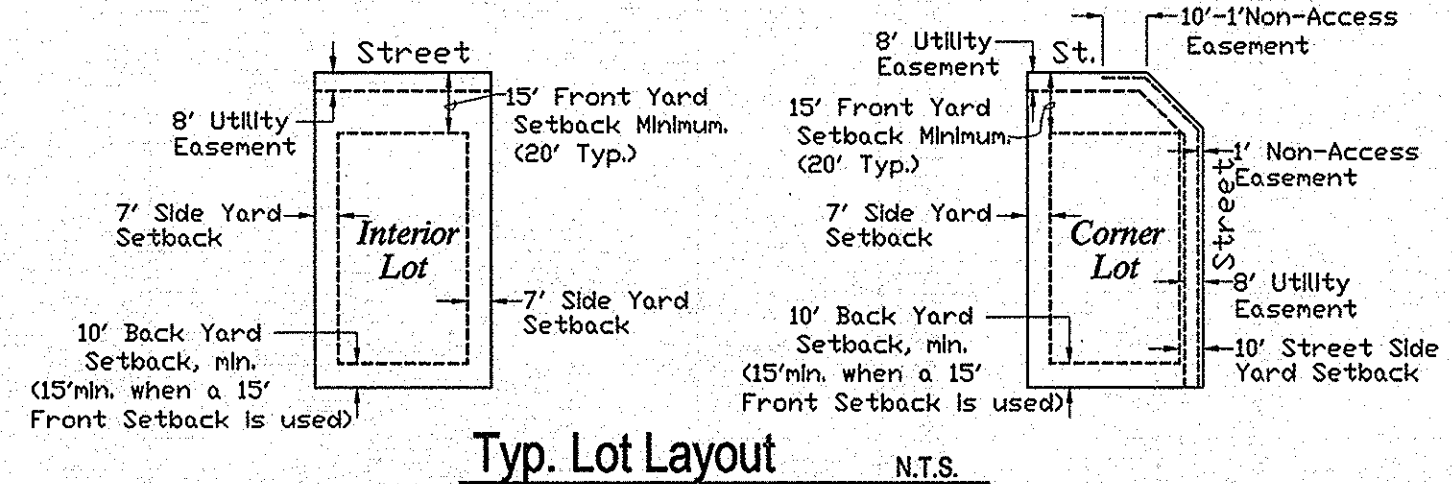 Street
8' Utility
Easement
15' Front Yard
Setback Minimum.
(20' Typ.)
7' Side Yard
Setback
Interior
Lot
7' Side Yard
Setback
10' Back Yard
Setback, min.
(15'min. when a 15'
Front Setback is used)
8' Utility
Easement
St.
10'-1'Non-Access
Easement
15' Front Yard
Setback Minimum.
(20' Typ.)
1' Non-Access
Easement
Street
7' Side Yard
Setback
Corner
Lot
8' Utility
Easement
10' Back Yard
Setback, min.
(15'min. when a 15'
Front Setback is used)
10' Street Side
Yard Setback
Typ. Lot Layout
N.T.S.